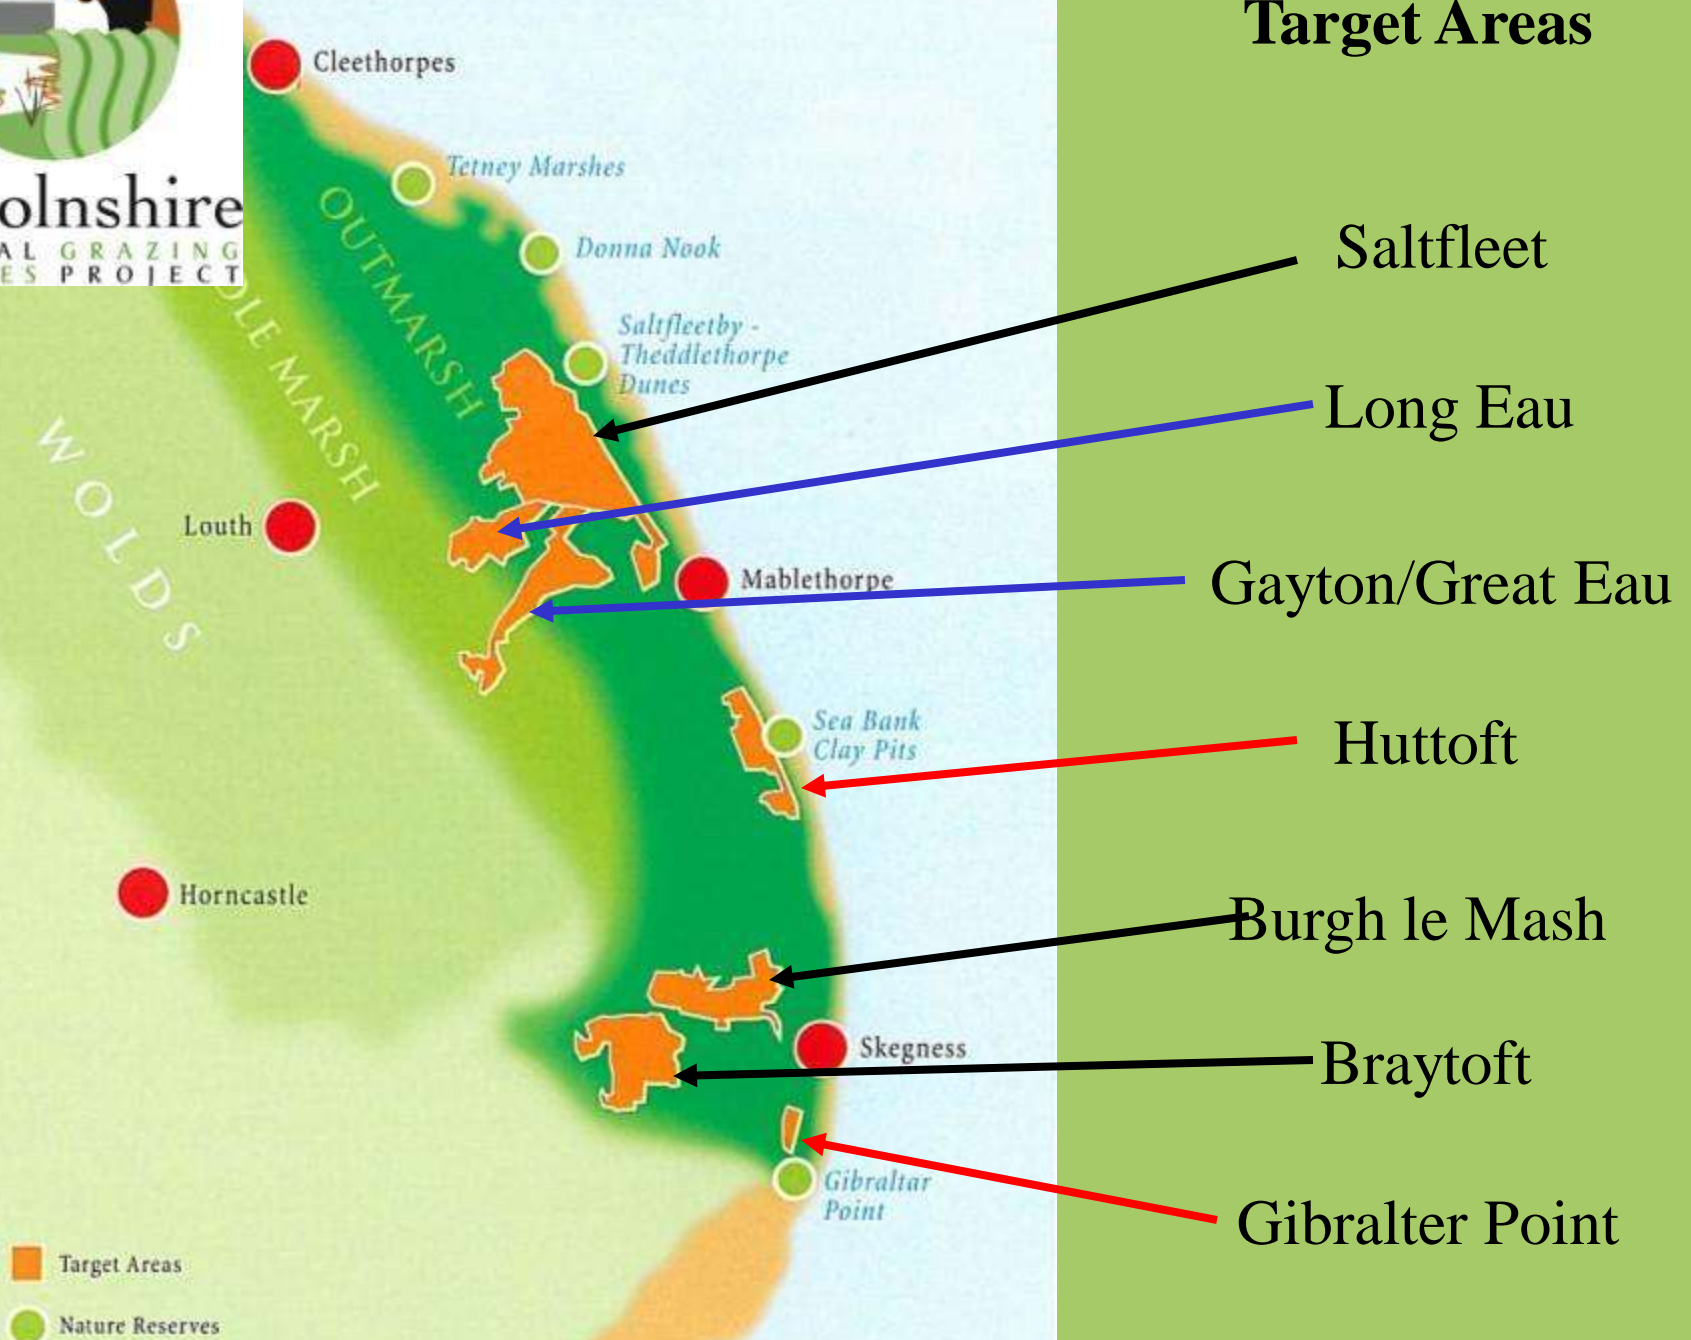 Target Areas
Cleethorpes
Tetney Marshes
olnshire
AL GRAZING
ES PROJECT
OUTMARSH
Donna Nook
Saltfleet
Saltfleetby -
Theddlethorpe
Dunes
DLE MARSH
Long Eau
WOLDS
Louth
Mablethorpe
Gayton/Great Eau
Sea Bank
Clay Pits
Huttoft
Horncastle
Burgh le Mash
Skegness
Braytoft
Gibraltar
Point
Gibralter Point
Target Areas
Nature Reserves